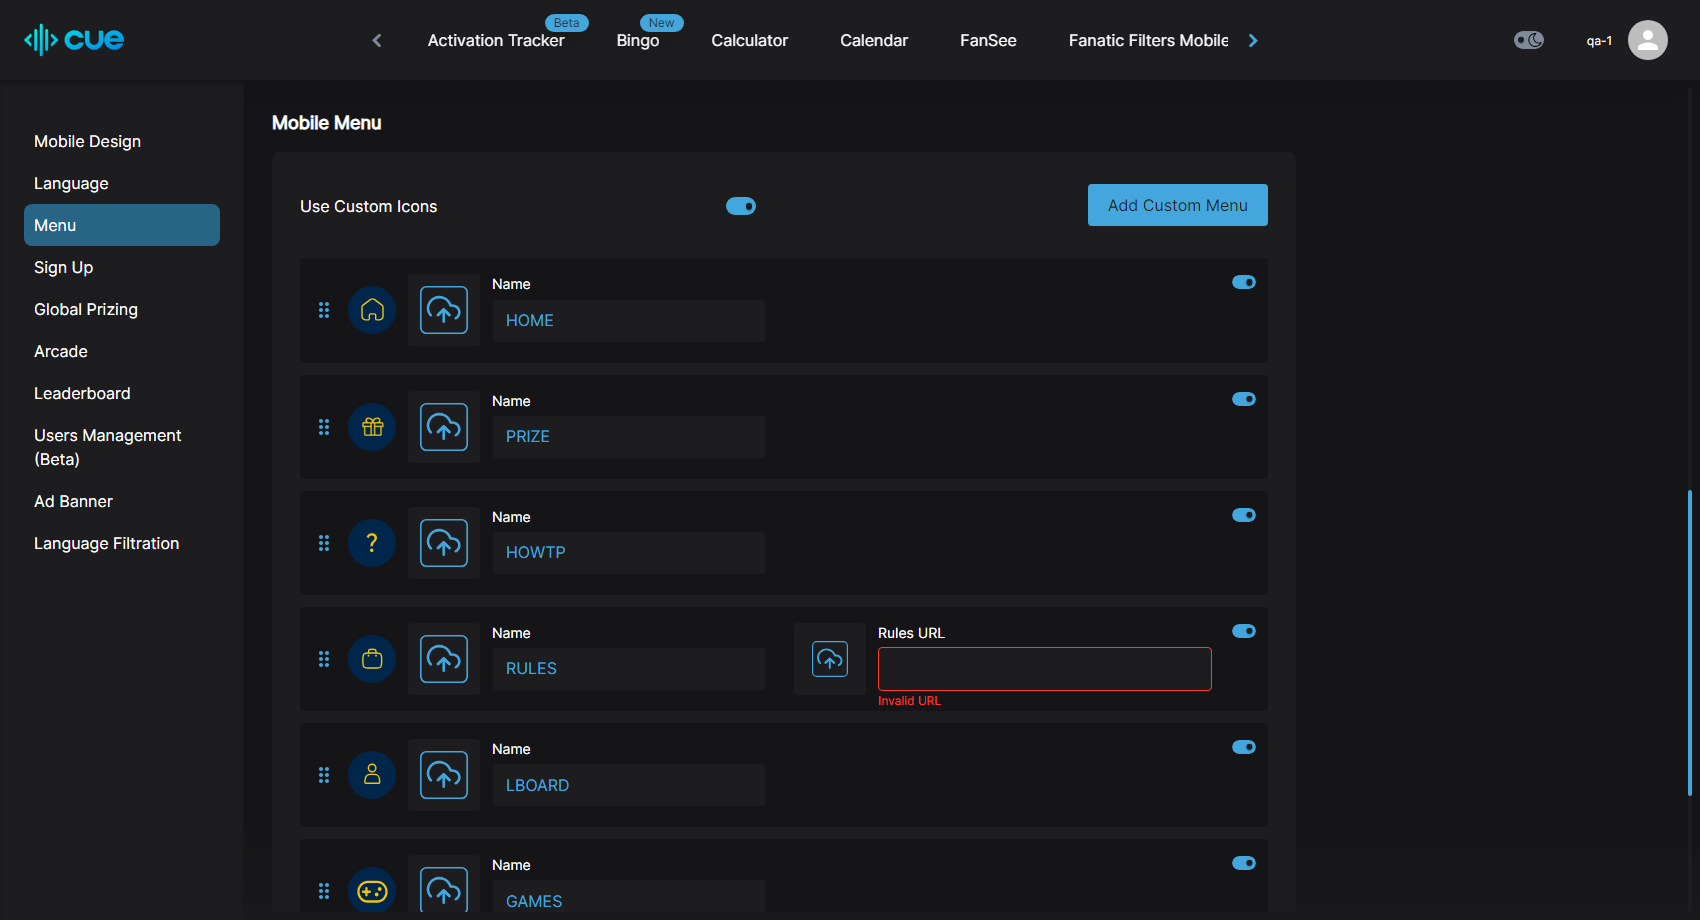 cue
Activation Tracker
Beta
Bingo
New
Calculator
Calendar
FanSee
Fanatic Filters Mobile
qa-1
Mobile Design
Language
Menu
Sign Up
Global Prizing
Arcade
Leaderboard
Users Management
(Beta)
Ad Banner
Language Filtration
Mobile Menu
Use Custom Icons
Add Custom Menu
Name
HOME
Name
PRIZE
Name
?
HOWTP
Name
RULES
Rules URL
Invalid URL
Name
LBOARD
Name
GAMES